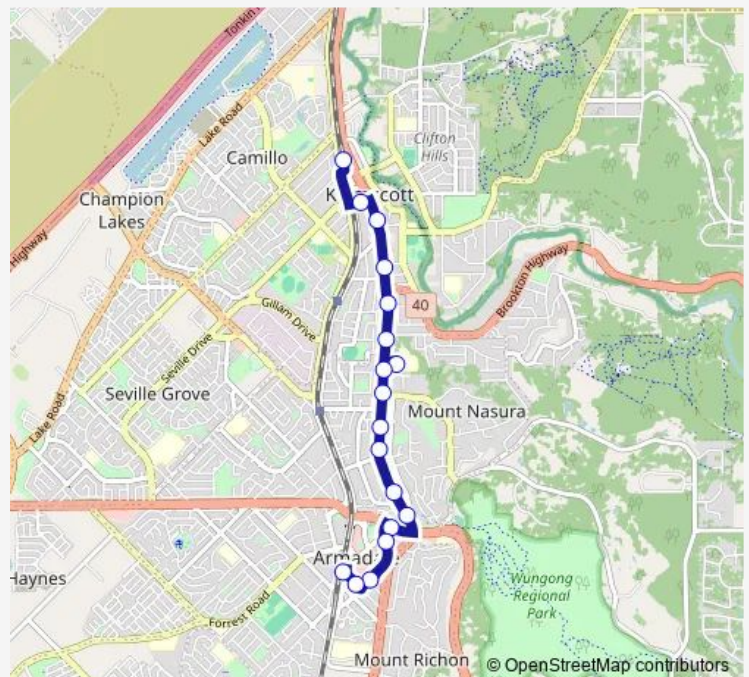 Tonkin
Lake Road
Camillo
Clifton
Hills
Champion
Lakes
Highway
Gillam Drive
40
Brookton Highway
Seville Drive
Seville Grove
Lake Road
Mount Nasura
Haynes
Forrest Road
Wungong
Regional
Park
Mount Richon
© OpenStreetMap contributors